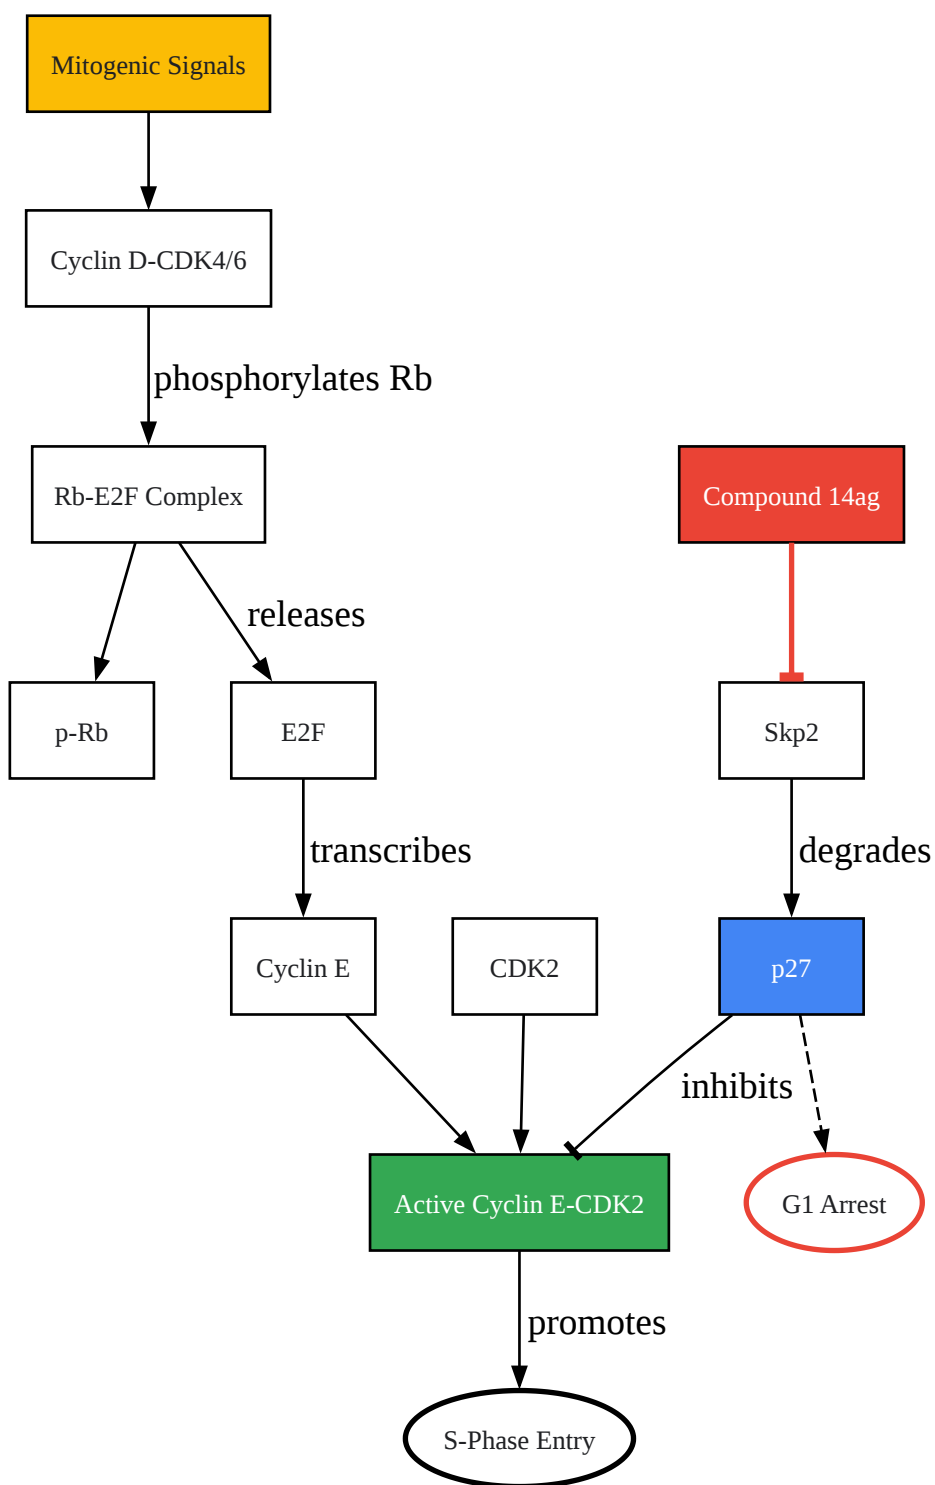 Mitogenic Signals
Cyclin D-CDK4/6
phosphorylates Rb
Rb-E2F Complex
Compound 14ag
releases
p-Rb
E2F
Skp2
transcribes
degrades
Cyclin E
CDK2
p27
inhibits
Active Cyclin E-CDK2
G1 Arrest
promotes
S-Phase Entry